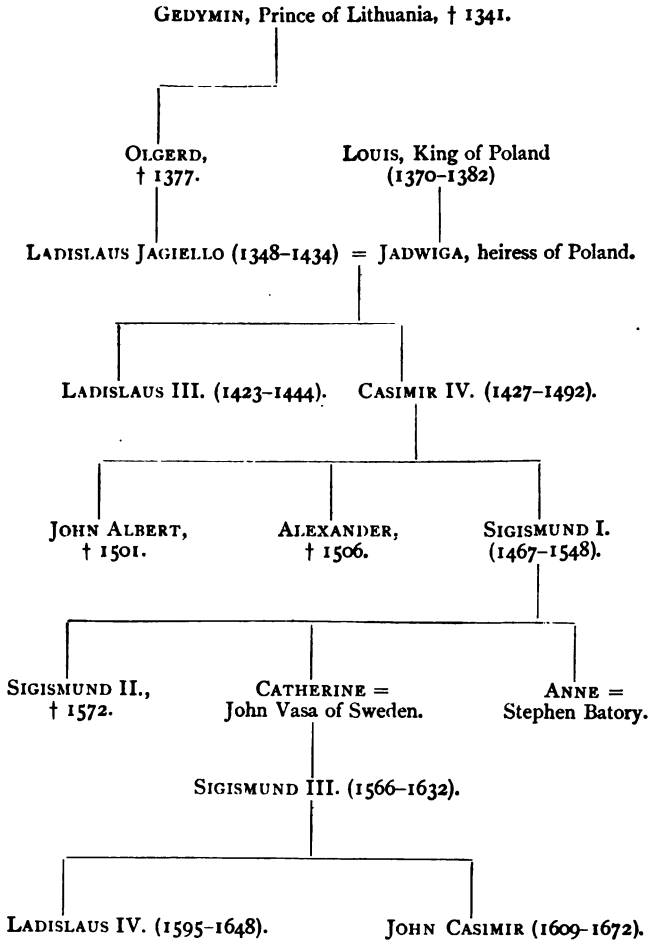 GEDYMIN, Prince of Lithuania, † 1341.
OLGERD,
† 1377.
LOUIS, King of Poland
(1370–1382)
LADISLAUS JAGIELLO (1348–1434) = JADWIGA, heiress of Poland.
LADISLAUS III. (1423–1444).
CASIMIR IV. (1427–1492).
JOHN ALBERT,
† 1501.
ALEXANDER,
† 1506.
SIGISMUND I.
(1467–1548).
SIGISMUND II.,
† 1572.
CATHERINE =
John Vasa of Sweden.
ANNE =
Stephen Batory.
SIGISMUND III. (1566–1632).
LADISLAUS IV. (1595–1648).
JOHN CASIMIR (1609–1672).